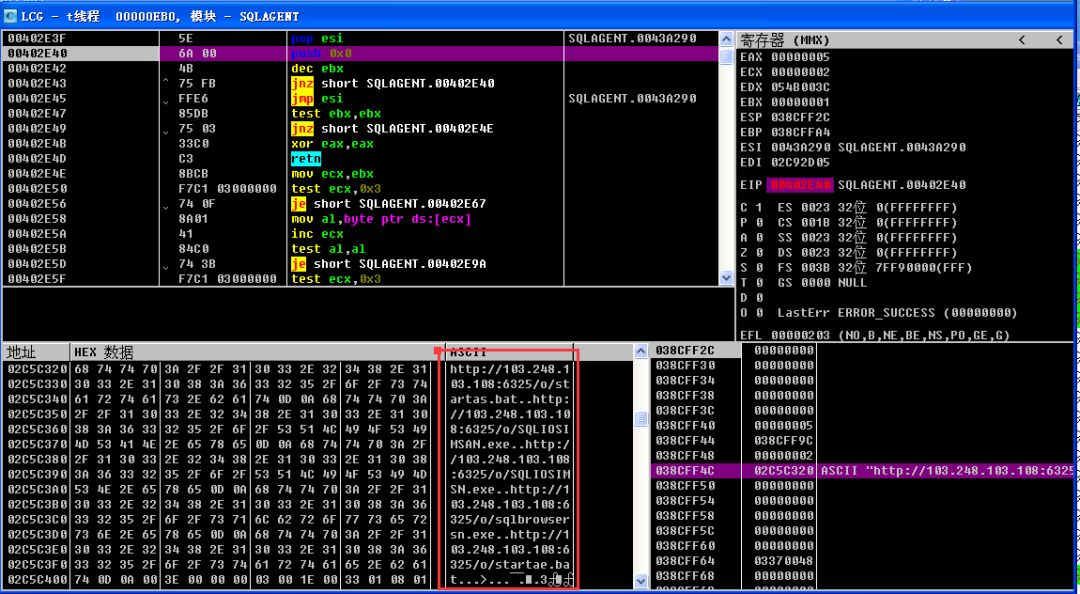 LCG - t线程 00000EB0, 模块 - SQLAGENT
00402E3F 5E pop esi SQLAGENT.0043A290
00402E40 6A 00 push 0x0
00402E42 4B dec ebx
00402E43 75 FB jnz short SQLAGENT.00402E40
00402E45 FFE6 jmp esi SQLAGENT.0043A290
00402E47 85DB test ebx,ebx
00402E49 75 03 jnz short SQLAGENT.00402E4E
00402E4B 33C0 xor eax,eax
00402E4D C3 retn
00402E4E 8BCB mov ecx,ebx
00402E50 F7C1 03000000 test ecx,0x3
00402E56 74 0F je short SQLAGENT.00402E67
00402E58 8A01 mov al,byte ptr ds:[ecx]
00402E5A 41 inc ecx
00402E5B 84C0 test al,al
00402E5D 74 3B je short SQLAGENT.00402E9A
00402E5F F7C1 03000000 test ecx,0x3
寄存器 (MMX) < <
EAX 00000005
ECX 00000002
EDX 054B003C
EBX 00000001
ESP 038CFF2C
EBP 038CFFA4
ESI 0043A290 SQLAGENT.0043A290
EDI 02C92D05
EIP 00402E40 SQLAGENT.00402E40
C 1 ES 0023 32位 0(FFFFFFFF)
P 0 CS 001B 32位 0(FFFFFFFF)
A 0 SS 0023 32位 0(FFFFFFFF)
Z 0 DS 0023 32位 0(FFFFFFFF)
S 0 FS 003B 32位 7FF90000(FFF)
T 0 GS 0000 NULL
D 0
O 0 LastErr ERROR_SUCCESS (00000000)
EFL 00000203 (NO,B,NE,BE,NS,PO,GE,G)
地址 HEX 数据 ASCII
02C5C320 68 74 74 70 3A 2F 2F 31 30 33 2E 32 34 38 2E 31 http://103.248.1
02C5C330 30 33 2E 31 30 38 3A 36 33 32 35 2F 6F 2F 73 74 03.108:6325/o/st
02C5C340 61 72 74 61 73 2E 62 61 74 0D 0A 68 74 74 70 3A artas.bat..http:
02C5C350 2F 2F 31 30 33 2E 32 34 38 2E 31 30 33 2E 31 30 //103.248.103.10
02C5C360 38 3A 36 33 32 35 2F 6F 2F 53 51 4C 49 4F 53 49 8:6325/o/SQLIOSI
02C5C370 4D 53 41 4E 2E 65 78 65 0D 0A 68 74 74 70 3A 2F MSAN.exe..http:/
02C5C380 2F 31 30 33 2E 32 34 38 2E 31 30 33 2E 31 30 38 /103.248.103.108
02C5C390 3A 36 33 32 35 2F 6F 2F 53 51 4C 49 4F 53 49 4D :6325/o/SQLIOSIM
02C5C3A0 53 4E 2E 65 78 65 0D 0A 68 74 74 70 3A 2F 2F 31 SN.exe..http://1
02C5C3B0 30 33 2E 32 34 38 2E 31 30 33 2E 31 30 38 3A 36 03.248.103.108:6
02C5C3C0 33 32 35 2F 6F 2F 73 71 6C 62 72 6F 77 73 65 72 325/o/sqlbrowser
02C5C3D0 73 6E 2E 65 78 65 0D 0A 68 74 74 70 3A 2F 2F 31 sn.exe..http://1
02C5C3E0 30 33 2E 32 34 38 2E 31 30 33 2E 31 30 38 3A 36 03.248.103.108:6
02C5C3F0 33 32 35 2F 6F 2F 73 74 61 72 74 61 65 2E 62 61 325/o/startae.ba
02C5C400 74 0D 0A 00 3E 00 00 00 03 00 1E 00 33 01 08 01 t...>...
038CFF2C 00000000
038CFF30 00000000
038CFF34 00000000
038CFF38 00000000
038CFF3C 00000000
038CFF40 00000005
038CFF44 038CFF9C
038CFF48 00000002
038CFF4C 02C5C320 ASCII "http://103.248.103.108:6325
038CFF50 00000000
038CFF54 00000000
038CFF58 00000000
038CFF5C 00000000
038CFF60 00000000
038CFF64 03370048
038CFF68 00000000